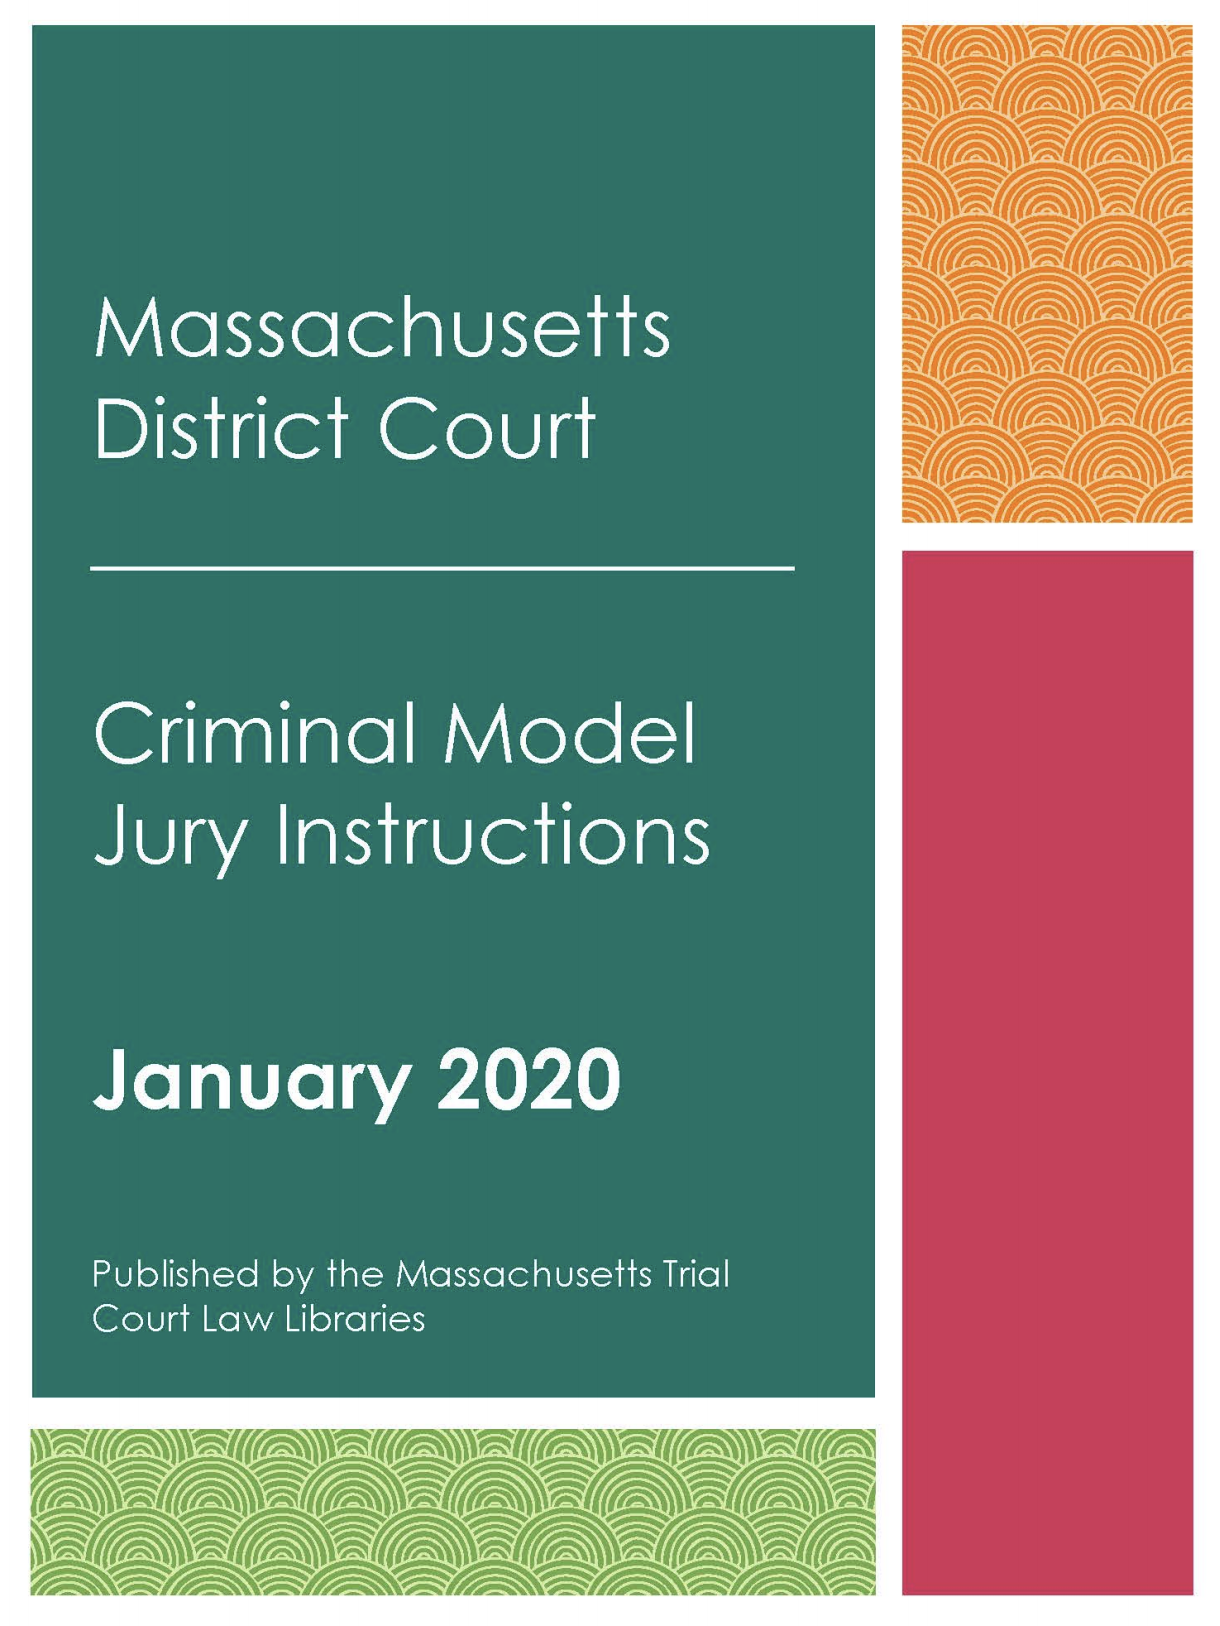 Massachusetts
District Court
Criminal Model
Jury Instructions
January 2020
Published by the Massachusetts Trial
Court Law Libraries